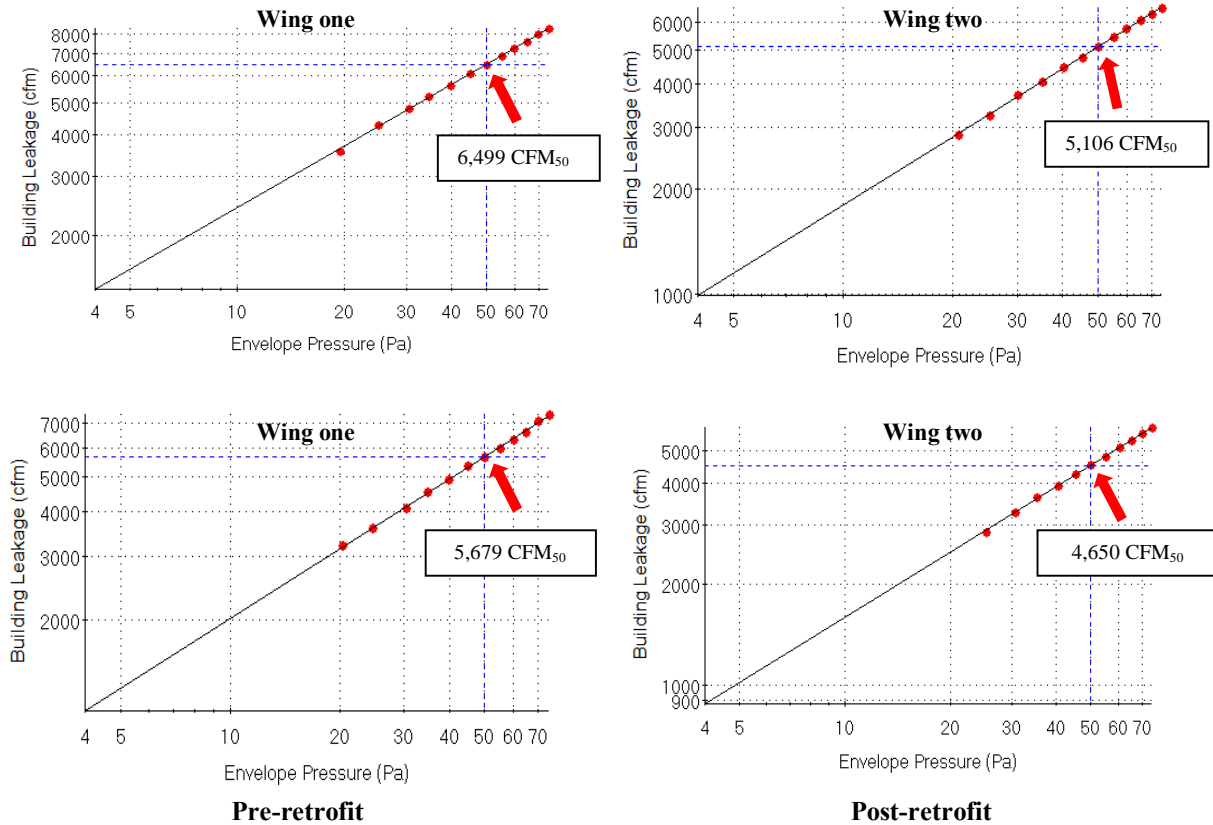 Wing one
Building Leakage (cfm)
8000
7000
6000
5000
4000
3000
2000
6,499 CFM₅₀
4 5 10 20 30 40 50 60 70
Envelope Pressure (Pa)
Wing two
Building Leakage (cfm)
6000
5000
4000
3000
2000
1000
5,106 CFM₅₀
4 5 10 20 30 40 50 60 70
Envelope Pressure (Pa)
Wing one
Building Leakage (cfm)
7000
6000
5000
4000
3000
2000
5,679 CFM₅₀
4 5 10 20 30 40 50 60 70
Envelope Pressure (Pa)
Wing two
Building Leakage (cfm)
5000
4000
3000
2000
1000
900
4,650 CFM₅₀
4 5 10 20 30 40 50 60 70
Envelope Pressure (Pa)
Pre-retrofit
Post-retrofit